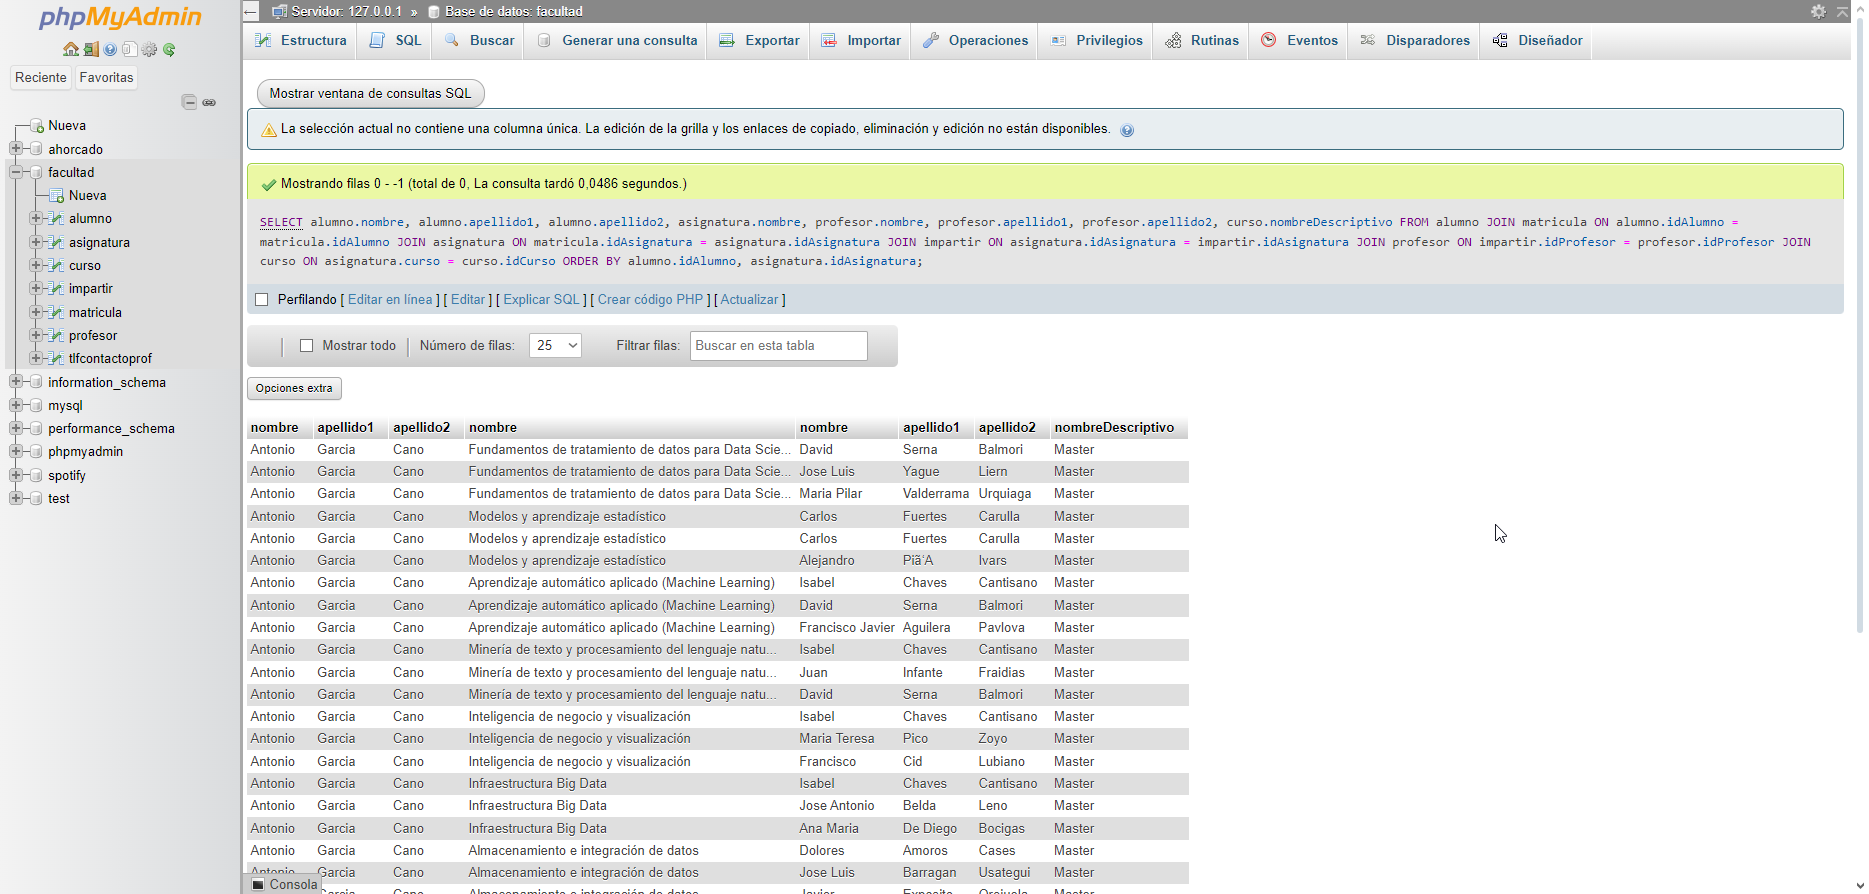 phpMyAdmin
Reciente Favoritas
Nueva
ahorcado
facultad
Nueva
alumno
asignatura
curso
impartir
matricula
profesor
tlfcontactoprof
information_schema
mysql
performance_schema
phpmyadmin
spotify
test
Servidor: 127.0.0.1 » Base de datos: facultad
Estructura SQL Buscar Generar una consulta Exportar Importar Operaciones Privilegios Rutinas Eventos Disparadores Diseñador
Mostrar ventana de consultas SQL
La selección actual no contiene una columna única. La edición de la grilla y los enlaces de copiado, eliminación y edición no están disponibles.
Mostrando filas 0 - -1 (total de 0, La consulta tardó 0,0486 segundos.)
SELECT alumno.nombre, alumno.apellido1, alumno.apellido2, asignatura.nombre, profesor.nombre, profesor.apellido1, profesor.apellido2, curso.nombreDescriptivo FROM alumno JOIN matricula ON alumno.idAlumno =
matricula.idAlumno JOIN asignatura ON matricula.idAsignatura = asignatura.idAsignatura JOIN impartir ON asignatura.idAsignatura = impartir.idAsignatura JOIN profesor ON impartir.idProfesor = profesor.idProfesor JOIN
curso ON asignatura.curso = curso.idCurso ORDER BY alumno.idAlumno, asignatura.idAsignatura;
Perfilando [ Editar en línea ] [ Editar ] [ Explicar SQL ] [ Crear código PHP ] [ Actualizar ]
Mostrar todo Número de filas: 25 Filtrar filas: Buscar en esta tabla
Opciones extra
nombre apellido1 apellido2 nombre nombre apellido1 apellido2 nombreDescriptivo
Antonio Garcia Cano Fundamentos de tratamiento de datos para Data Scie... David Serna Balmori Master
Antonio Garcia Cano Fundamentos de tratamiento de datos para Data Scie... Jose Luis Yague Liern Master
Antonio Garcia Cano Fundamentos de tratamiento de datos para Data Scie... Maria Pilar Valderrama Urquiaga Master
Antonio Garcia Cano Modelos y aprendizaje estadístico Carlos Fuertes Carulla Master
Antonio Garcia Cano Modelos y aprendizaje estadístico Carlos Fuertes Carulla Master
Antonio Garcia Cano Modelos y aprendizaje estadístico Alejandro Piã‘A Ivars Master
Antonio Garcia Cano Aprendizaje automático aplicado (Machine Learning) Isabel Chaves Cantisano Master
Antonio Garcia Cano Aprendizaje automático aplicado (Machine Learning) David Serna Balmori Master
Antonio Garcia Cano Aprendizaje automático aplicado (Machine Learning) Francisco Javier Aguilera Pavlova Master
Antonio Garcia Cano Minería de texto y procesamiento del lenguaje natu... Isabel Chaves Cantisano Master
Antonio Garcia Cano Minería de texto y procesamiento del lenguaje natu... Juan Infante Fraidias Master
Antonio Garcia Cano Minería de texto y procesamiento del lenguaje natu... David Serna Balmori Master
Antonio Garcia Cano Inteligencia de negocio y visualización Isabel Chaves Cantisano Master
Antonio Garcia Cano Inteligencia de negocio y visualización Maria Teresa Pico Zoyo Master
Antonio Garcia Cano Inteligencia de negocio y visualización Francisco Cid Lubiano Master
Antonio Garcia Cano Infraestructura Big Data Isabel Chaves Cantisano Master
Antonio Garcia Cano Infraestructura Big Data Jose Antonio Belda Leno Master
Antonio Garcia Cano Infraestructura Big Data Ana Maria De Diego Bocigas Master
Antonio Garcia Cano Almacenamiento e integración de datos Dolores Amoros Cases Master
Antonio Garcia Cano Almacenamiento e integración de datos Jose Luis Barragan Usategui Master
Consola